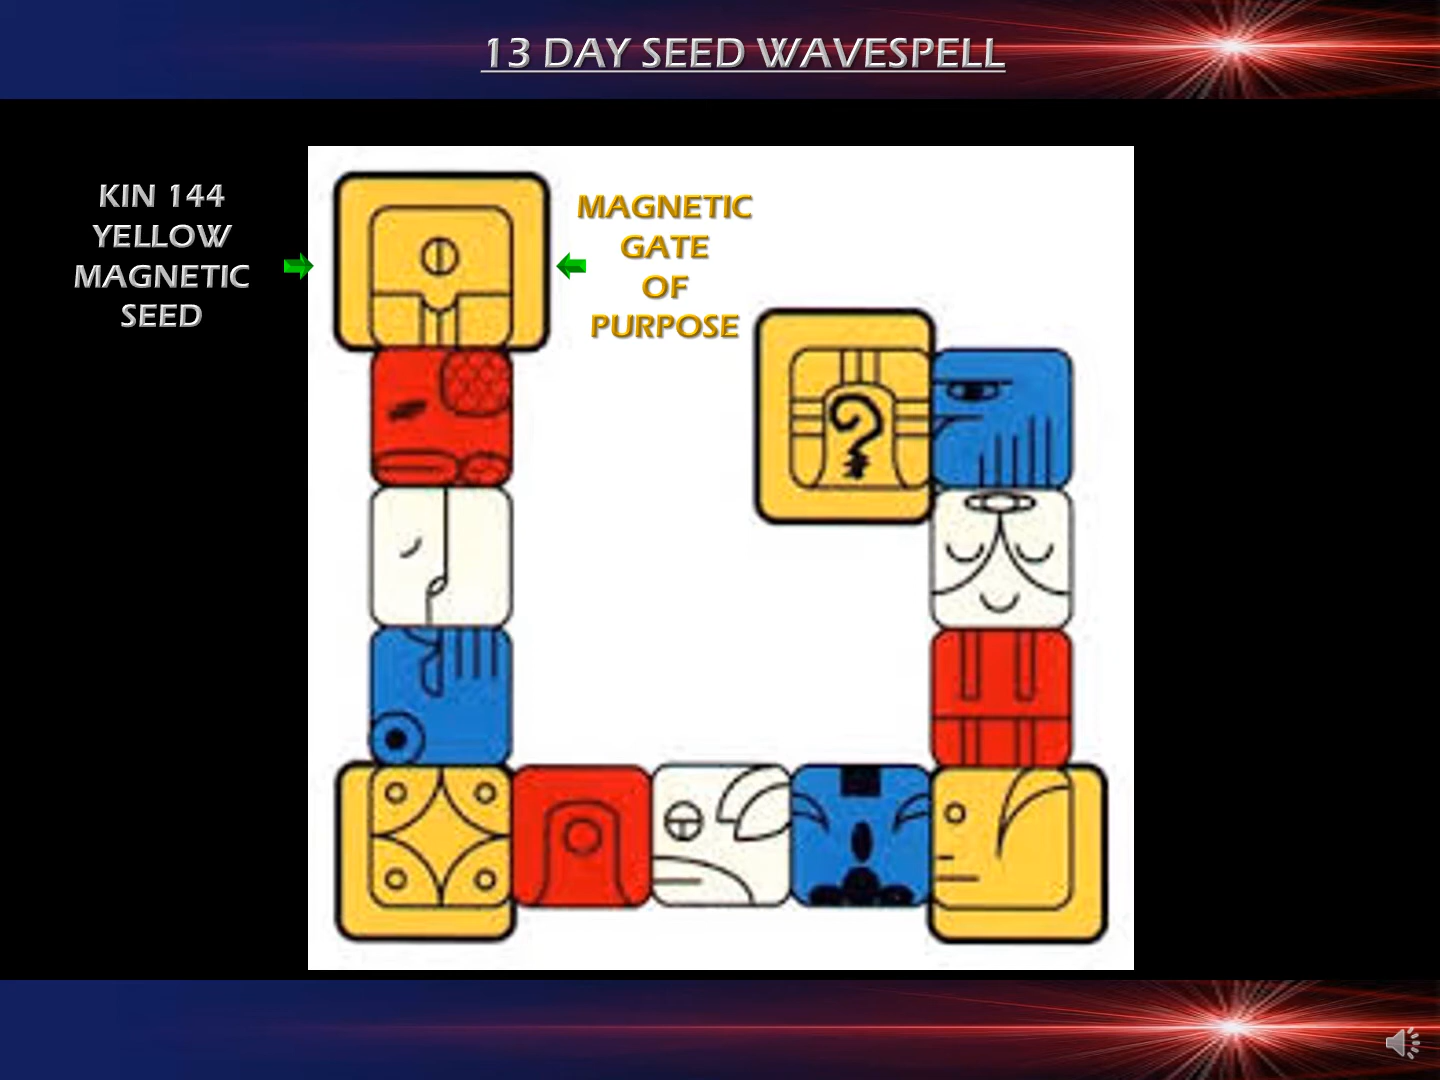 13 DAY SEED WAVESPELL
KIN 144
YELLOW
MAGNETIC
SEED
MAGNETIC
GATE
OF
PURPOSE
?